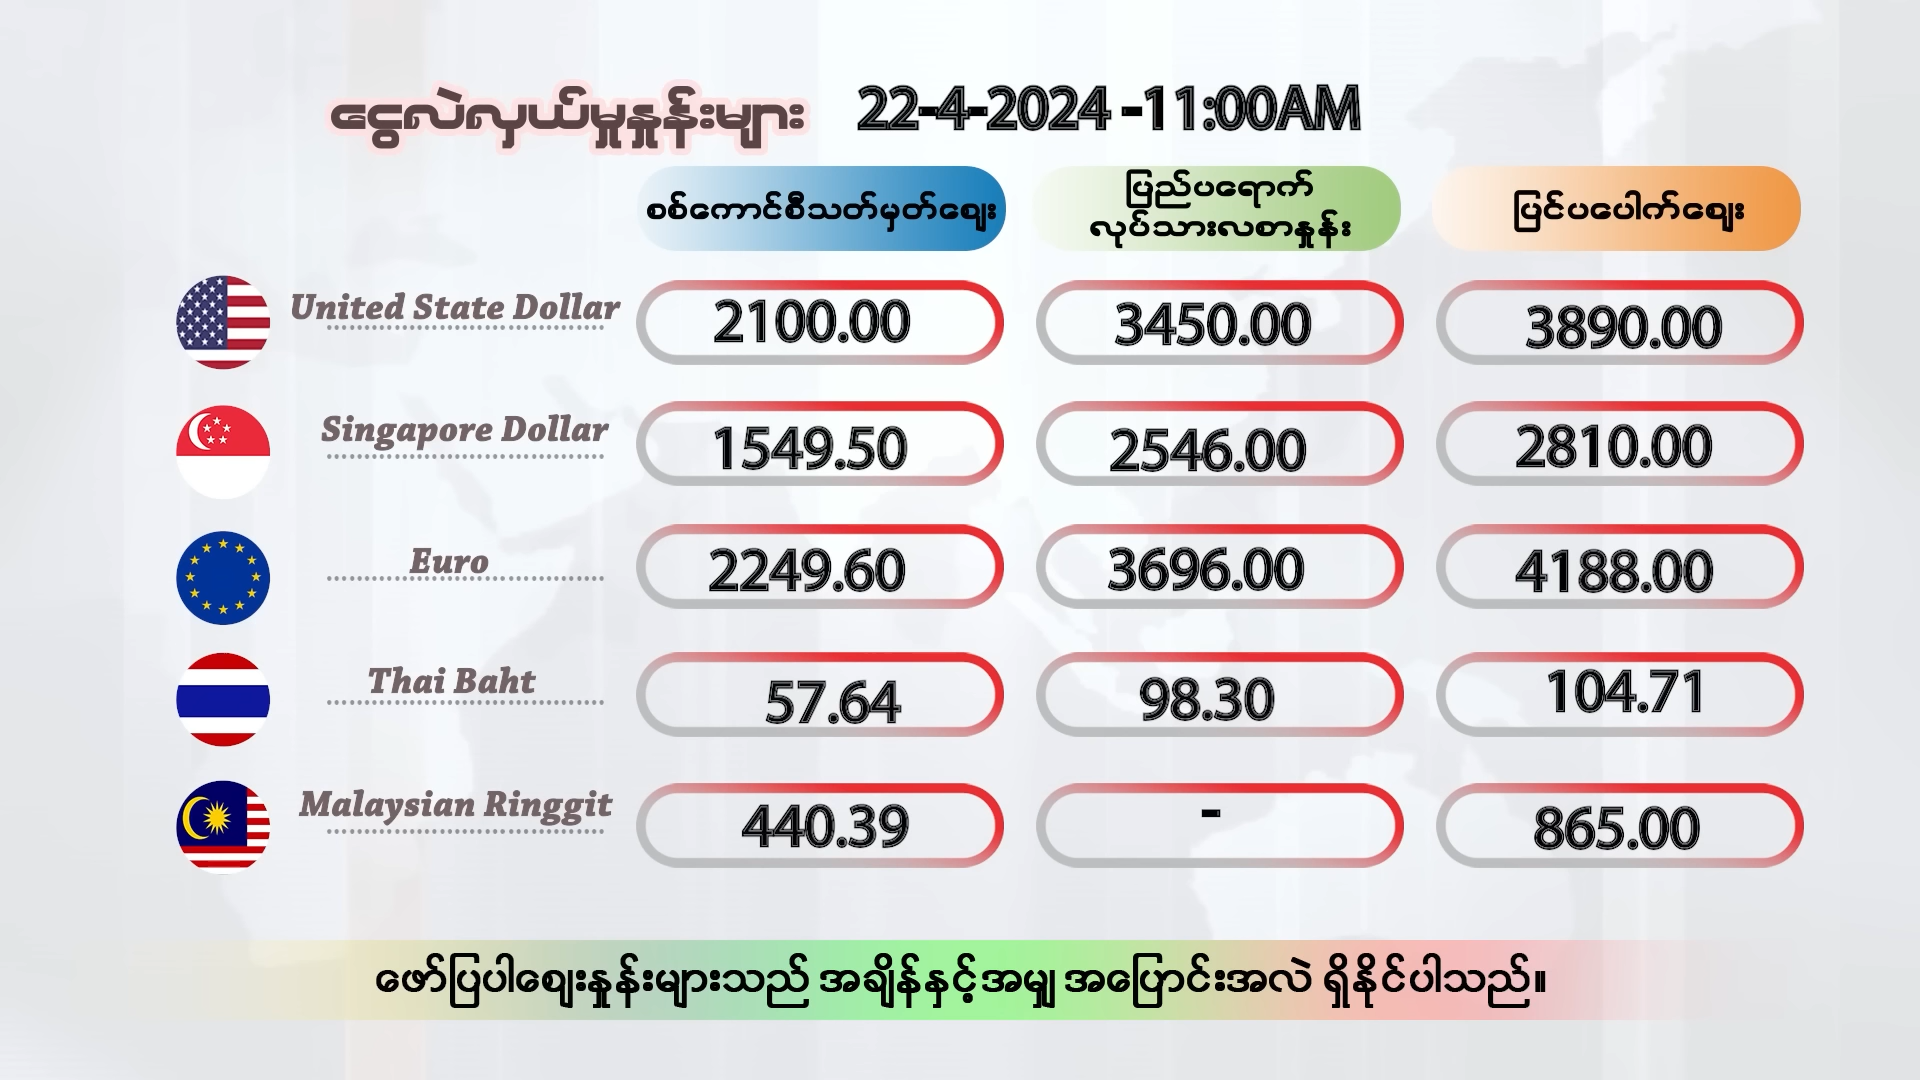 ငွေလဲလှယ်မှုနှုန်းများ 22-4-2024 -11:00AM
စစ်ကောင်စီသတ်မှတ်ဈေး
ပြည်ပရောက်
လုပ်သားလစာနှုန်း
ပြင်ပပေါက်ဈေး
United State Dollar 2100.00 3450.00 3890.00
Singapore Dollar 1549.50 2546.00 2810.00
Euro 2249.60 3696.00 4188.00
Thai Baht 57.64 98.30 104.71
Malaysian Ringgit 440.39 - 865.00
ဖော်ပြပါဈေးနှုန်းများသည် အချိန်နှင့်အမျှ အပြောင်းအလဲ ရှိနိုင်ပါသည်။